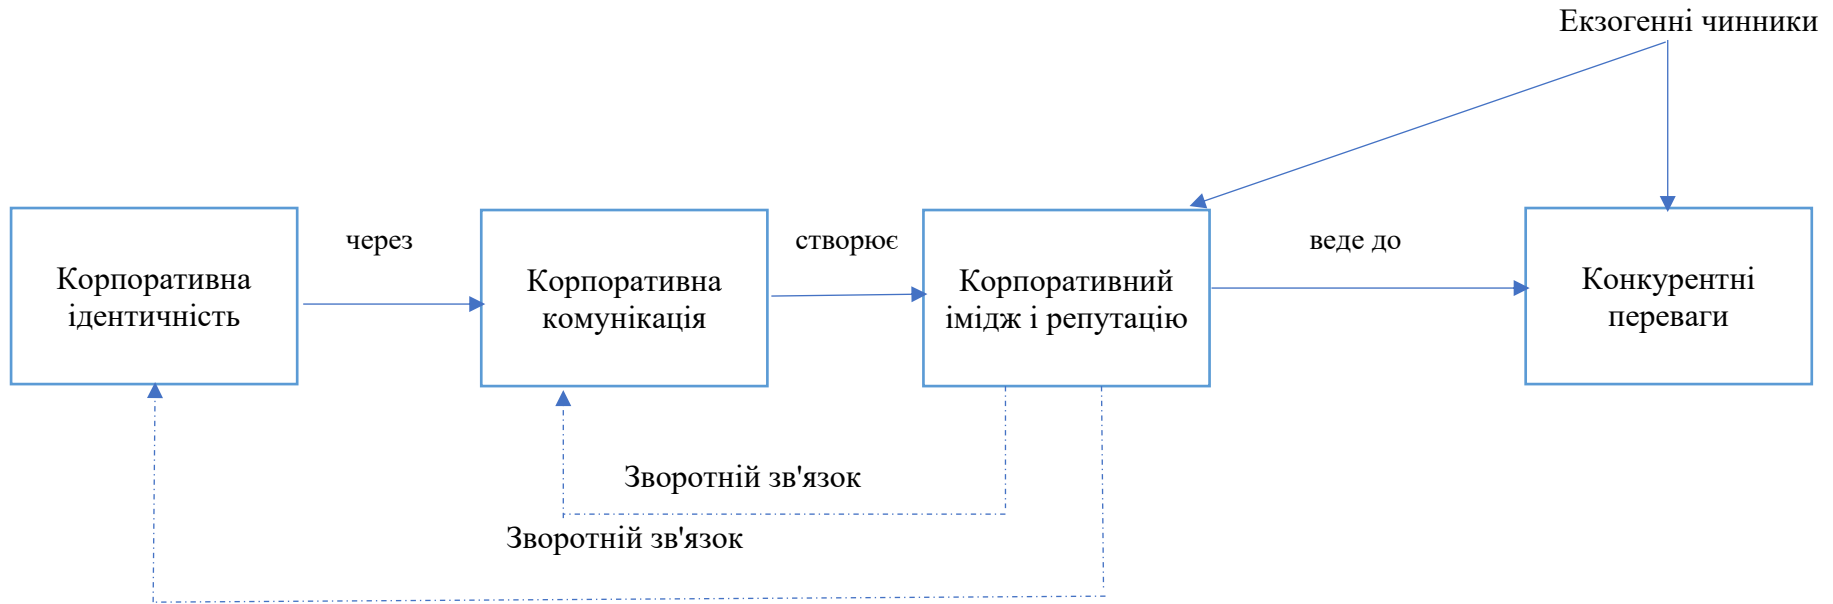 Екзогенні чинники
через
створює
веде до
Корпоративна
ідентичність
Корпоративна
комунікація
Корпоративний
імідж і репутацію
Конкурентні
переваги
Зворотній зв'язок
Зворотній зв'язок